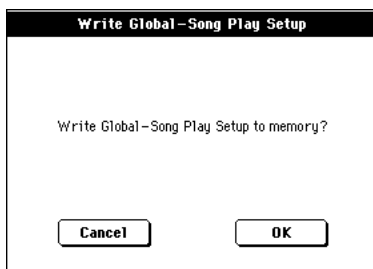 Write Global-Song Play Setup
Write Global-Song Play Setup to memory?
Cancel
OK